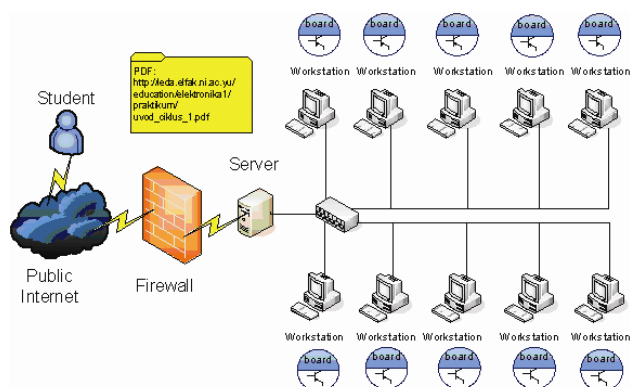 board board board board board
Workstation Workstation Workstation Workstation Workstation
PDF:
http://leda.elfak.ni.ac.yu/
education/elektronika1/
praktikum/
uvod_ciklus_1.pdf
Student
Server
Public
Internet
Firewall
Workstation Workstation Workstation Workstation Workstation
board board board board board